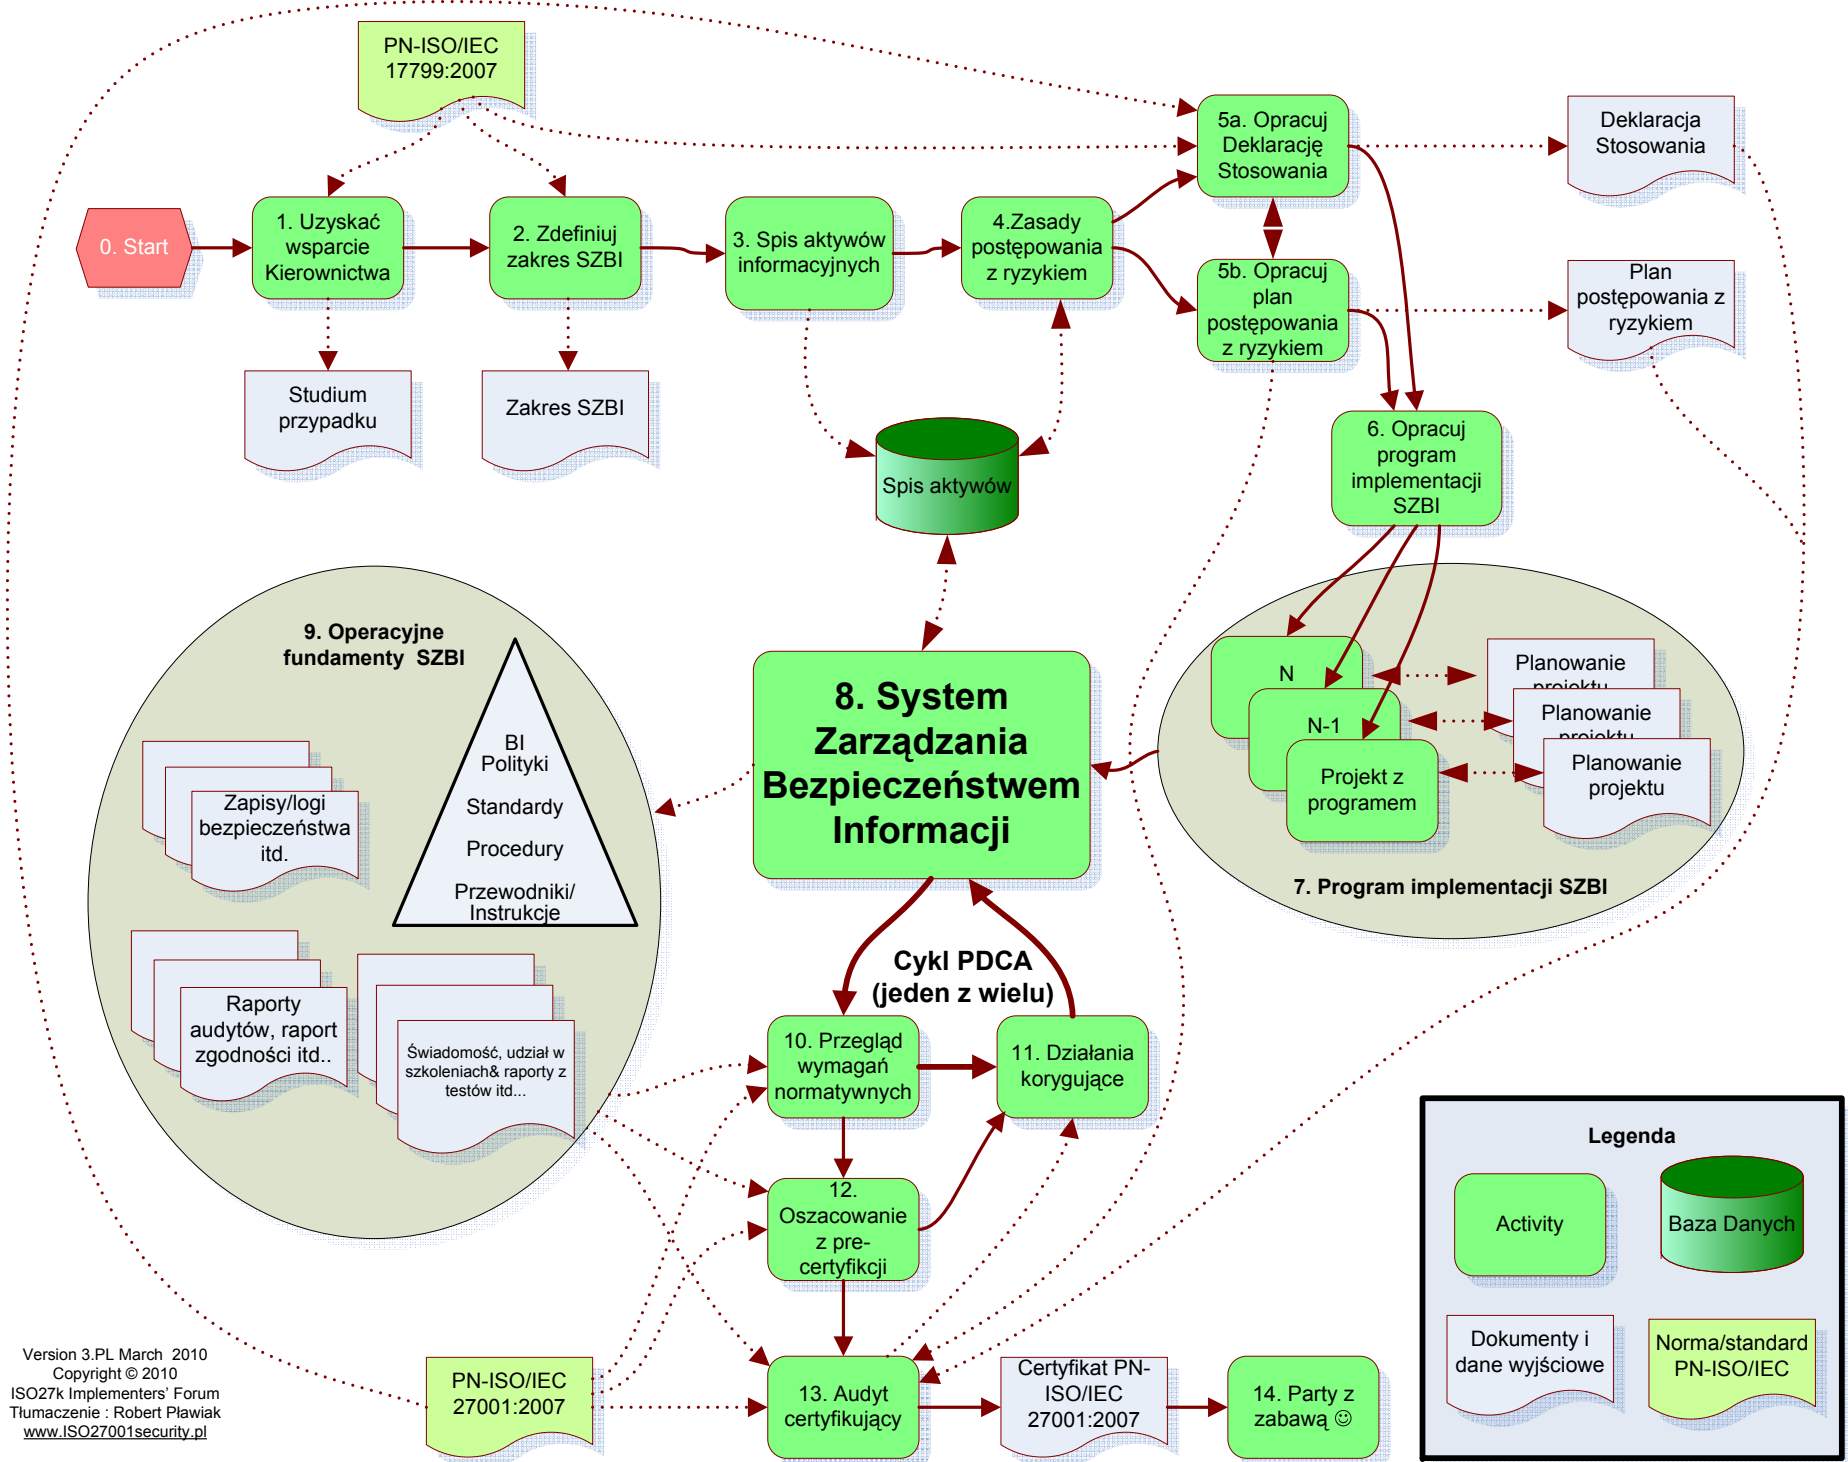 PN-ISO/IEC
17799:2007
5a. Opracuj
Deklarację
Stosowania
Deklaracja
Stosowania
0. Start
1. Uzyskać
wsparcie
Kierownictwa
2. Zdefiniuj
zakres SZBI
3. Spis aktywów
informacyjnych
4.Zasady
postępowania
z ryzykiem
5b. Opracuj
plan
postępowania
z ryzykiem
Plan
postępowania z
ryzykiem
Studium
przypadku
Zakres SZBI
Spis aktywów
6. Opracuj
program
implementacji
SZBI
9. Operacyjne
fundamenty SZBI
BI
Polityki
Standardy
Procedury
Przewodniki/
Instrukcje
Zapisy/logi
bezpieczeństwa
itd.
Raporty
audytów, raport
zgodności itd..
Świadomość, udział w
szkoleniach& raporty z
testów itd...
8. System
Zarządzania
Bezpieczeństwem
Informacji
N
N-1
Projekt z
programem
Planowanie
projektu
Planowanie
projektu
Planowanie
projektu
7. Program implementacji SZBI
Cykl PDCA
(jeden z wielu)
10. Przegląd
wymagań
normatywnych
11. Działania
korygujące
12.
Oszacowanie
z pre-
certyfikcji
13. Audyt
certyfikujący
PN-ISO/IEC
27001:2007
Certyfikat PN-
ISO/IEC
27001:2007
14. Party z
zabawą ☺
Legenda
Activity
Baza Danych
Dokumenty i
dane wyjściowe
Norma/standard
PN-ISO/IEC
Version 3.PL March 2010
Copyright © 2010
ISO27k Implementers' Forum
Tłumaczenie : Robert Pławiak
www.ISO27001security.pl